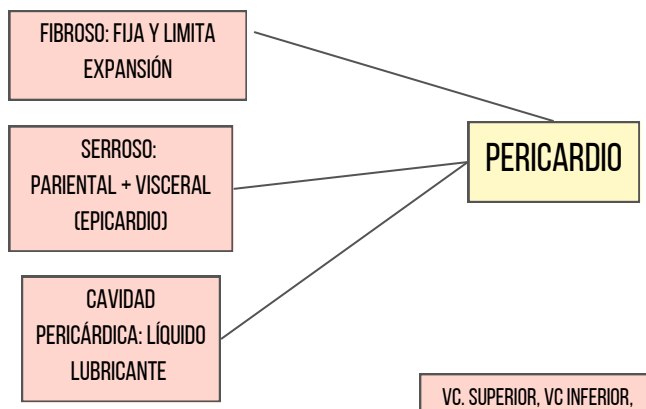 FIBROSO: FIJA Y LIMITA
EXPANSIÓN
SERROSO:
PARIENTAL + VISCERAL
(EPICARDIO)
PERICARDIO
CAVIDAD
PERICÁRDICA: LÍQUIDO
LUBRICANTE
VC. SUPERIOR, VC INFERIOR,